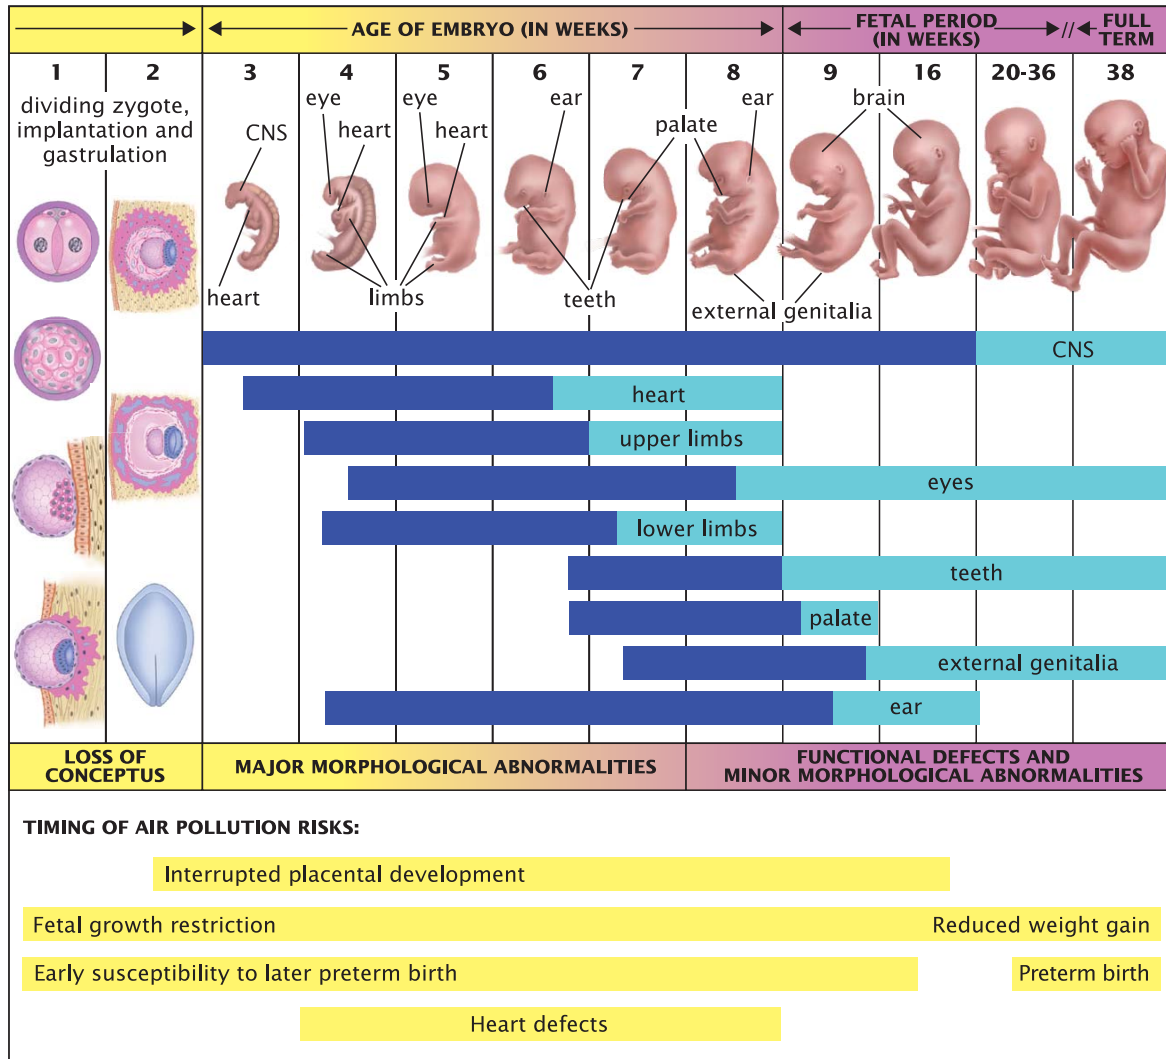 AGE OF EMBRYO (IN WEEKS)
FETAL PERIOD
(IN WEEKS)
//
FULL
TERM
1 2 3 4 5 6 7 8 9 16 20-36 38
dividing zygote,
implantation and
gastrulation
CNS
heart
eye
heart
eye
heart
limbs
ear
teeth
palate
ear
external genitalia
brain
CNS
heart
upper limbs
eyes
lower limbs
teeth
palate
external genitalia
ear
LOSS OF
CONCEPTUS
MAJOR MORPHOLOGICAL ABNORMALITIES
FUNCTIONAL DEFECTS AND
MINOR MORPHOLOGICAL ABNORMALITIES
TIMING OF AIR POLLUTION RISKS:
Interrupted placental development
Fetal growth restriction Reduced weight gain
Early susceptibility to later preterm birth Preterm birth
Heart defects